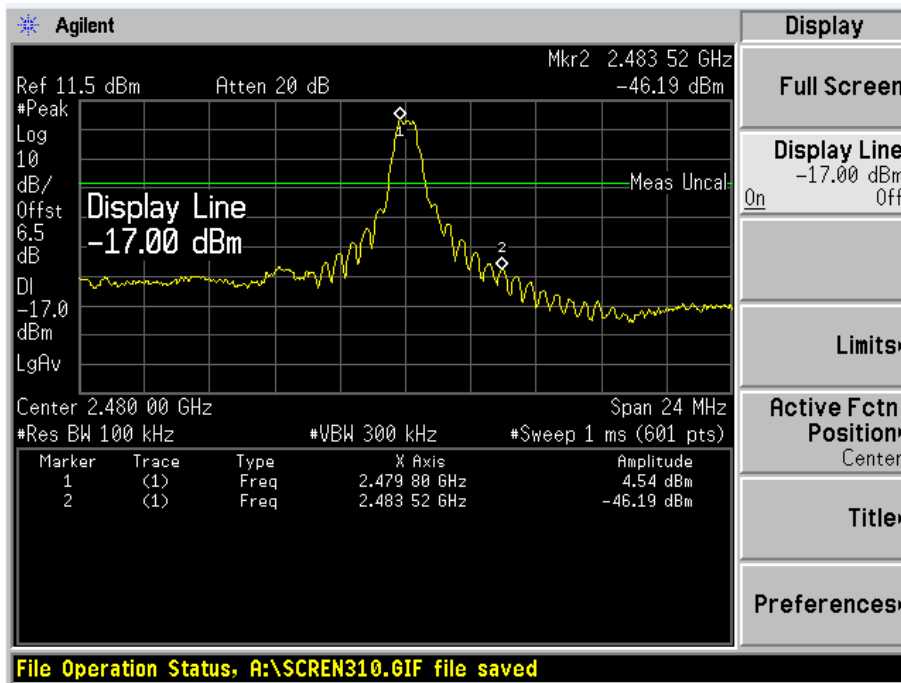 Agilent
Display
Mkr2 2.483 52 GHz
Ref 11.5 dBm Atten 20 dB -46.19 dBm
#Peak
Log
10
dB/
Offst
6.5
dB
DI
-17.0
dBm
LgAv
1
2
Meas Uncal
Display Line
-17.00 dBm
Center 2.480 00 GHz Span 24 MHz
#Res BW 100 kHz #VBW 300 kHz #Sweep 1 ms (601 pts)
Marker Trace Type X Axis Amplitude
1 (1) Freq 2.479 80 GHz 4.54 dBm
2 (1) Freq 2.483 52 GHz -46.19 dBm
Full Screen
Display Line
-17.00 dBm
On Off
Limits
Active Fctn
Position
Center
Title
Preferences
File Operation Status, A:\SCREN310.GIF file saved